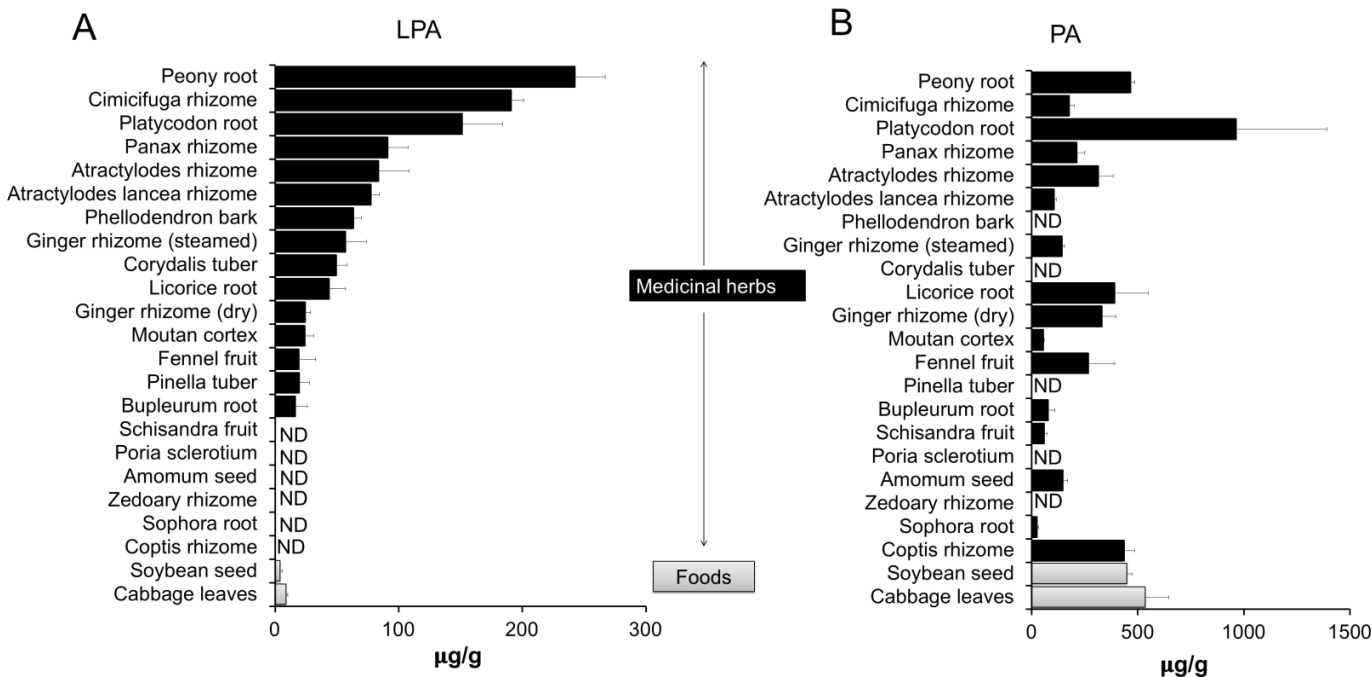 A
LPA
Peony root
Cimicifuga rhizome
Platycodon root
Panax rhizome
Atractylodes rhizome
Atractylodes lancea rhizome
Phellodendron bark
Ginger rhizome (steamed)
Corydalis tuber
Licorice root
Ginger rhizome (dry)
Moutan cortex
Fennel fruit
Pinella tuber
Bupleurum root
Schisandra fruit ND
Poria sclerotium ND
Amomum seed ND
Zedoary rhizome ND
Sophora root ND
Coptis rhizome ND
Soybean seed
Cabbage leaves
0 100 200 300
µg/g
Medicinal herbs
Foods
B
PA
Peony root
Cimicifuga rhizome
Platycodon root
Panax rhizome
Atractylodes rhizome
Atractylodes lancea rhizome
Phellodendron bark ND
Ginger rhizome (steamed)
Corydalis tuber ND
Licorice root
Ginger rhizome (dry)
Moutan cortex
Fennel fruit
Pinella tuber ND
Bupleurum root
Schisandra fruit
Poria sclerotium ND
Amomum seed
Zedoary rhizome ND
Sophora root
Coptis rhizome
Soybean seed
Cabbage leaves
0 500 1000 1500
µg/g